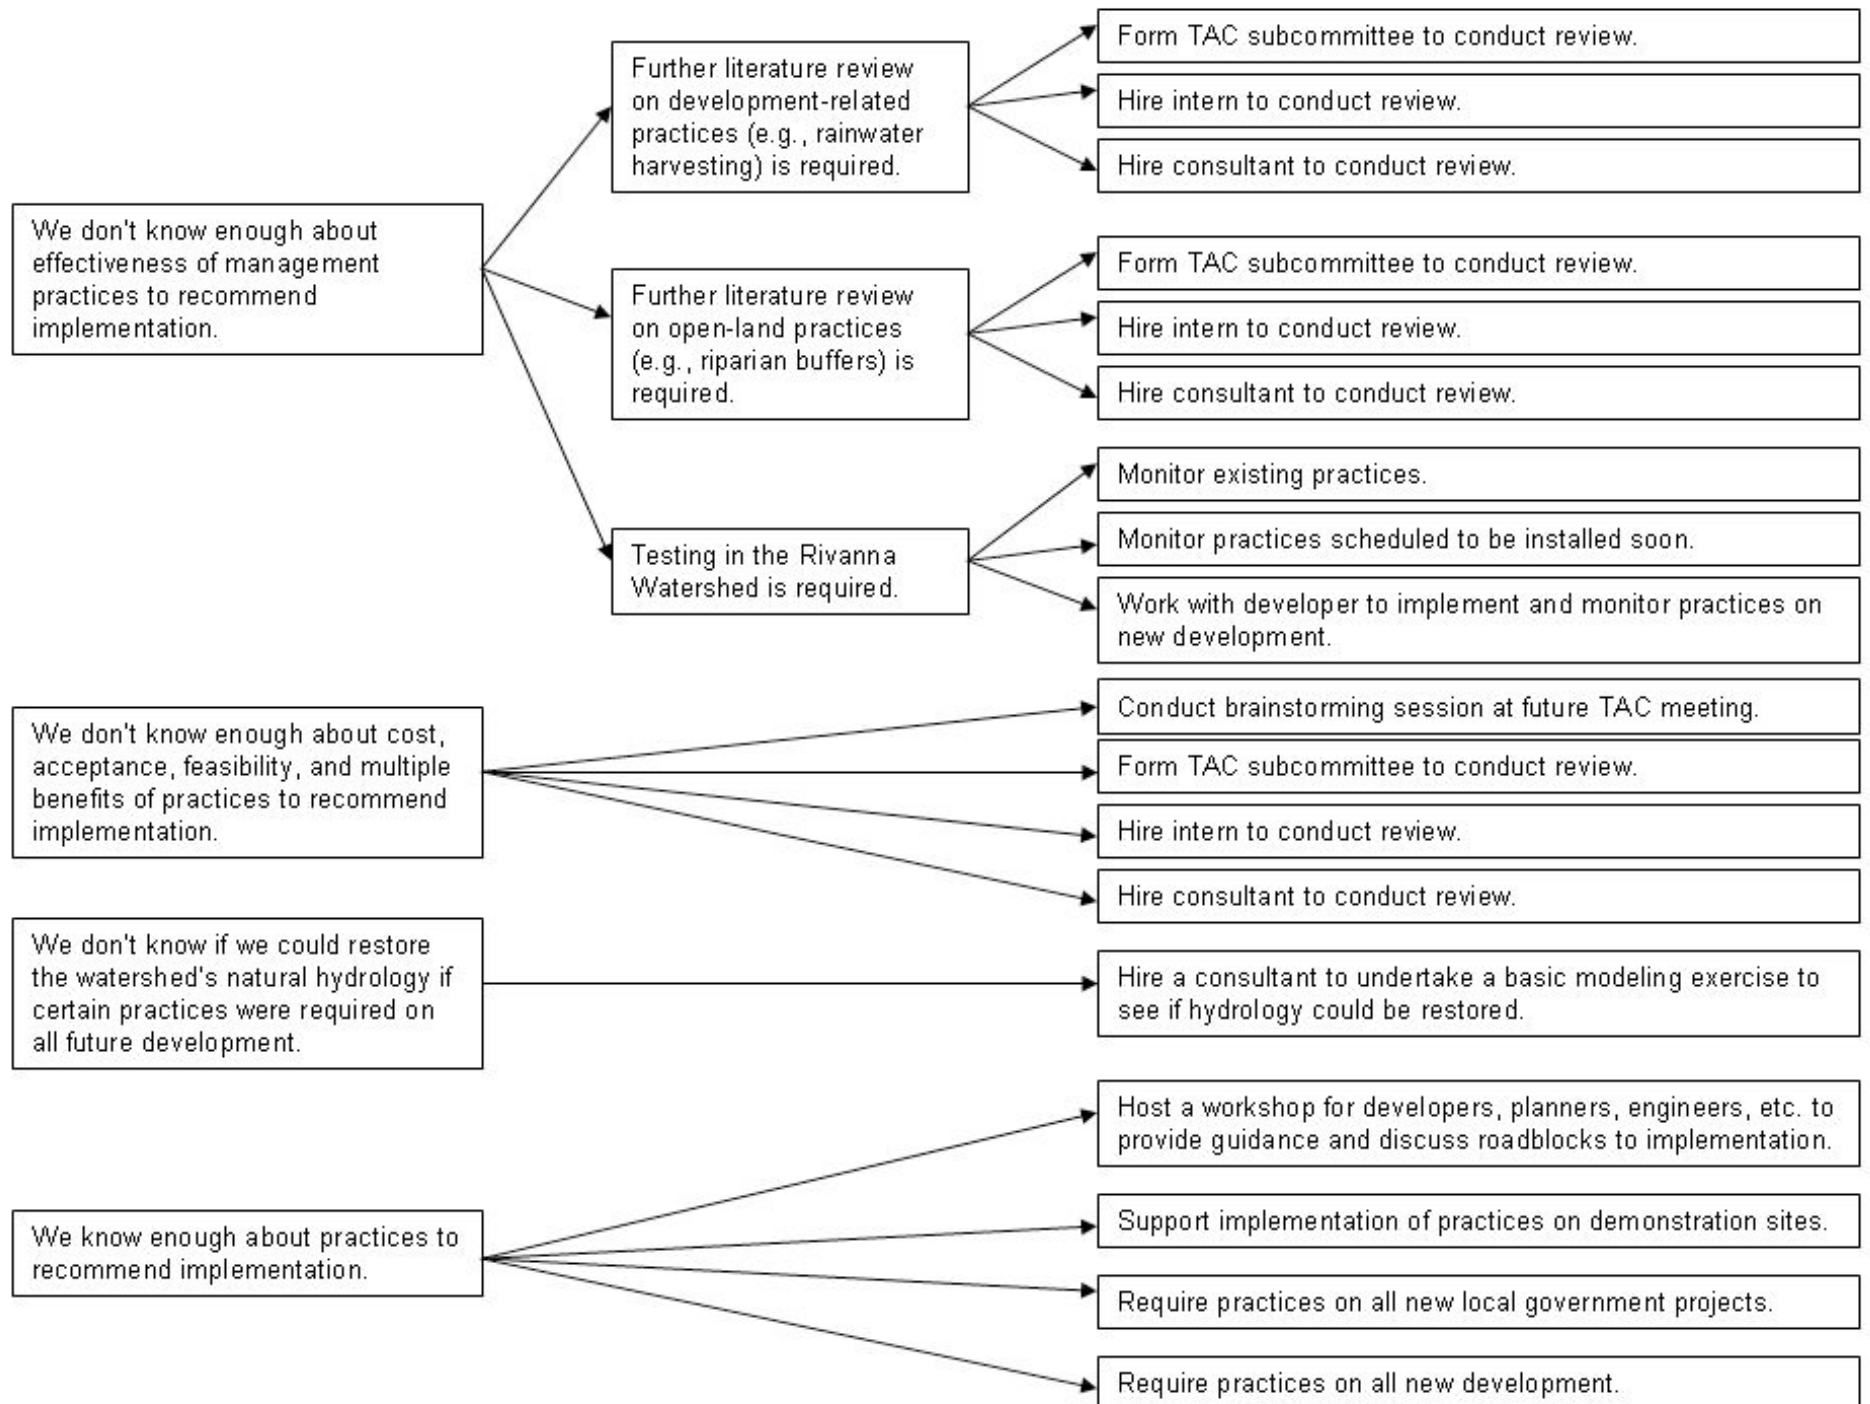 We don't know enough about
effectiveness of management
practices to recommend
implementation.
Further literature review
on development-related
practices (e.g., rainwater
harvesting) is required.
Form TAC subcommittee to conduct review.
Hire intern to conduct review.
Hire consultant to conduct review.
Further literature review
on open-land practices
(e.g., riparian buffers) is
required.
Form TAC subcommittee to conduct review.
Hire intern to conduct review.
Hire consultant to conduct review.
Testing in the Rivanna
Watershed is required.
Monitor existing practices.
Monitor practices scheduled to be installed soon.
Work with developer to implement and monitor practices on
new development.
We don't know enough about cost,
acceptance, feasibility, and multiple
benefits of practices to recommend
implementation.
Conduct brainstorming session at future TAC meeting.
Form TAC subcommittee to conduct review.
Hire intern to conduct review.
Hire consultant to conduct review.
We don't know if we could restore
the watershed's natural hydrology if
certain practices were required on
all future development.
Hire a consultant to undertake a basic modeling exercise to
see if hydrology could be restored.
We know enough about practices to
recommend implementation.
Host a workshop for developers, planners, engineers, etc. to
provide guidance and discuss roadblocks to implementation.
Support implementation of practices on demonstration sites.
Require practices on all new local government projects.
Require practices on all new development.